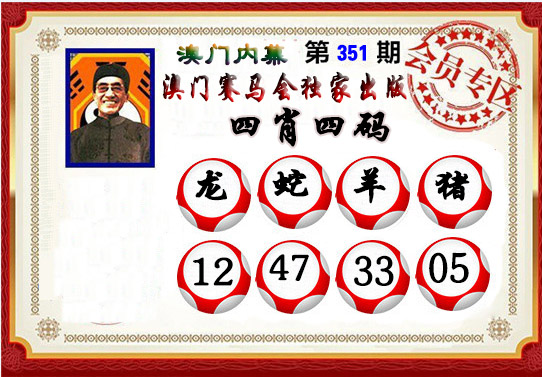 澳门内幕 第351期
会员专区
澳门赛马会独家出版
四肖四码
龙 蛇 羊 猪
12 47 33 05